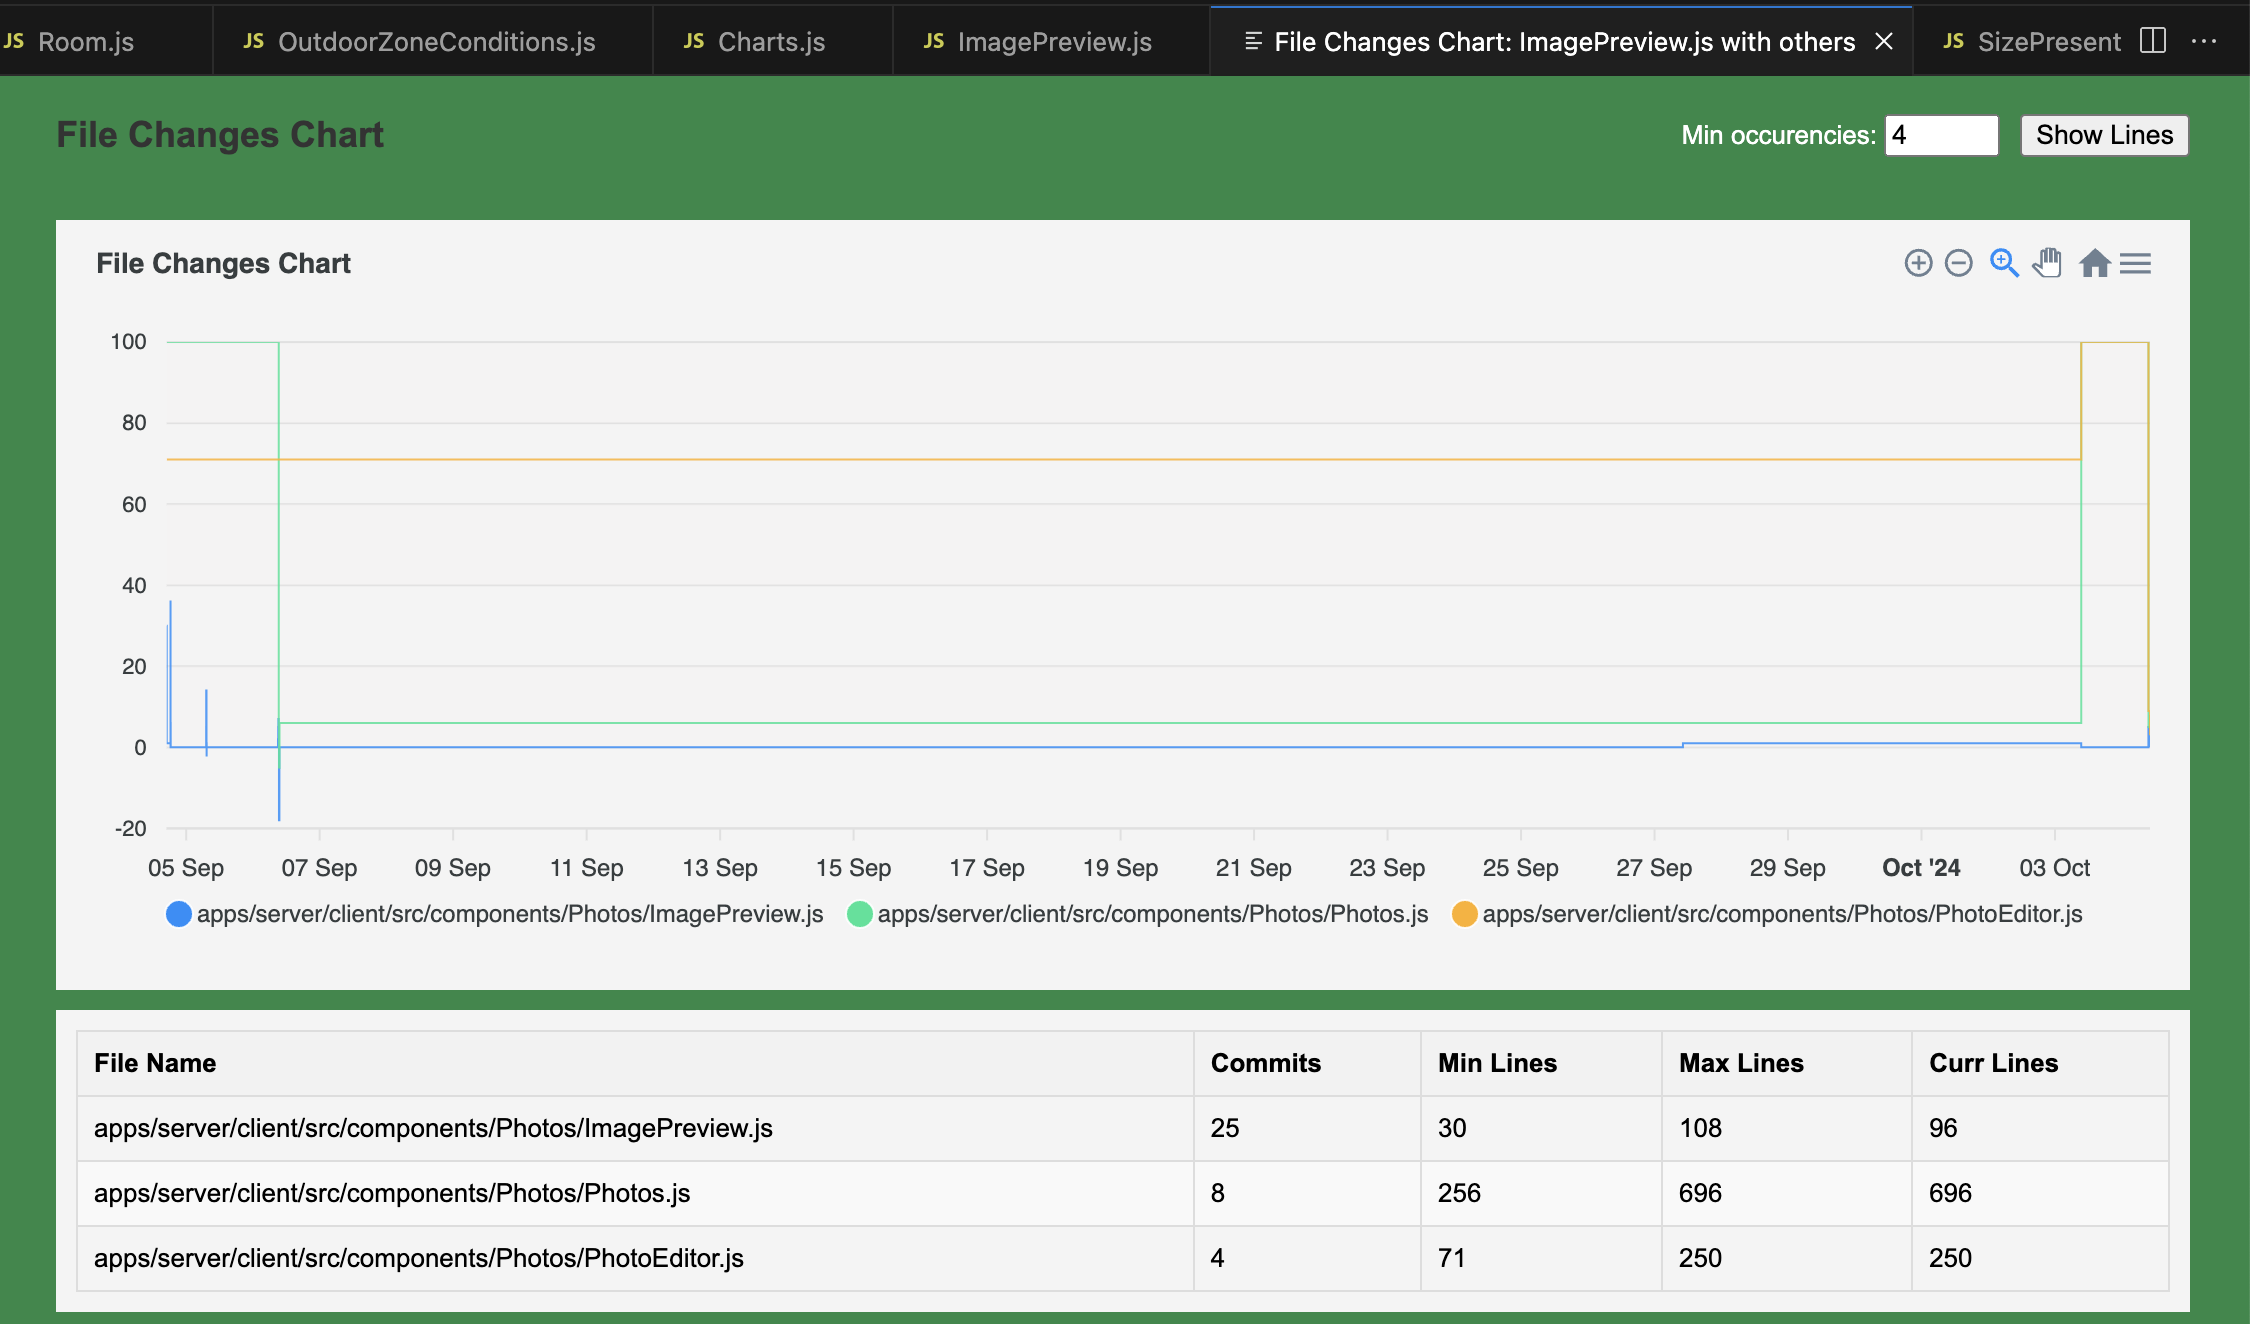 JS Room.js JS OutdoorZoneConditions.js JS Charts.js JS ImagePreview.js File Changes Chart: ImagePreview.js with others JS SizePresent
File Changes Chart Min occurencies: 4 Show Lines
File Changes Chart
100
80
60
40
20
0
-20
05 Sep 07 Sep 09 Sep 11 Sep 13 Sep 15 Sep 17 Sep 19 Sep 21 Sep 23 Sep 25 Sep 27 Sep 29 Sep Oct '24 03 Oct
apps/server/client/src/components/Photos/ImagePreview.js apps/server/client/src/components/Photos/Photos.js apps/server/client/src/components/Photos/PhotoEditor.js
File Name Commits Min Lines Max Lines Curr Lines
apps/server/client/src/components/Photos/ImagePreview.js 25 30 108 96
apps/server/client/src/components/Photos/Photos.js 8 256 696 696
apps/server/client/src/components/Photos/PhotoEditor.js 4 71 250 250